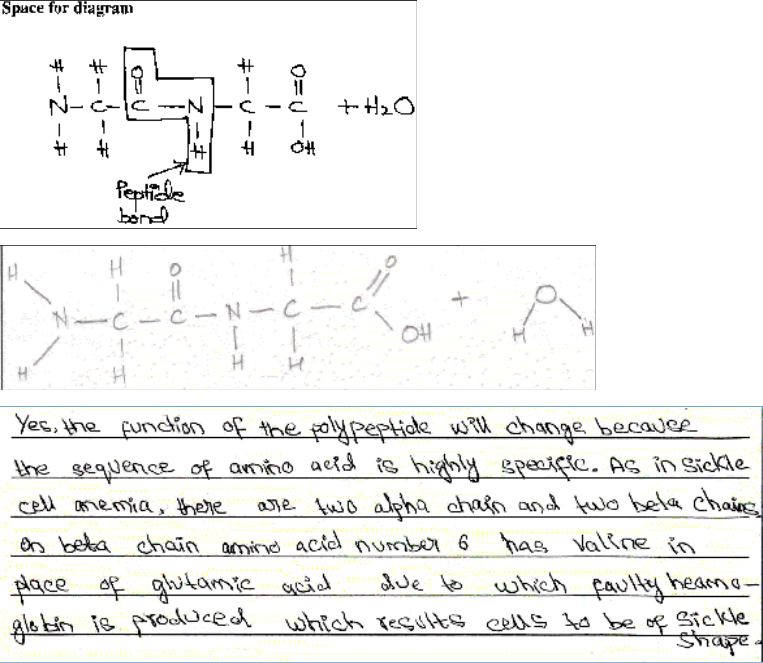 Space for diagram
H H O H O
N - C - C - N - C - C + H₂O
H H H H OH
Peptide
bond
H H O H O
N - C - C - N - C - C + O
H H H H OH H H
Yes, the function of the polypeptide will change because
the sequence of amino acid is highly specific. As in sickle
cell anemia, there are two alpha chain and two beta chains
on beta chain amino acid number 6 has Valine in
place of glutamic acid due to which faulty heamo-
globin is produced which results cells to be of Sickle
Shape.